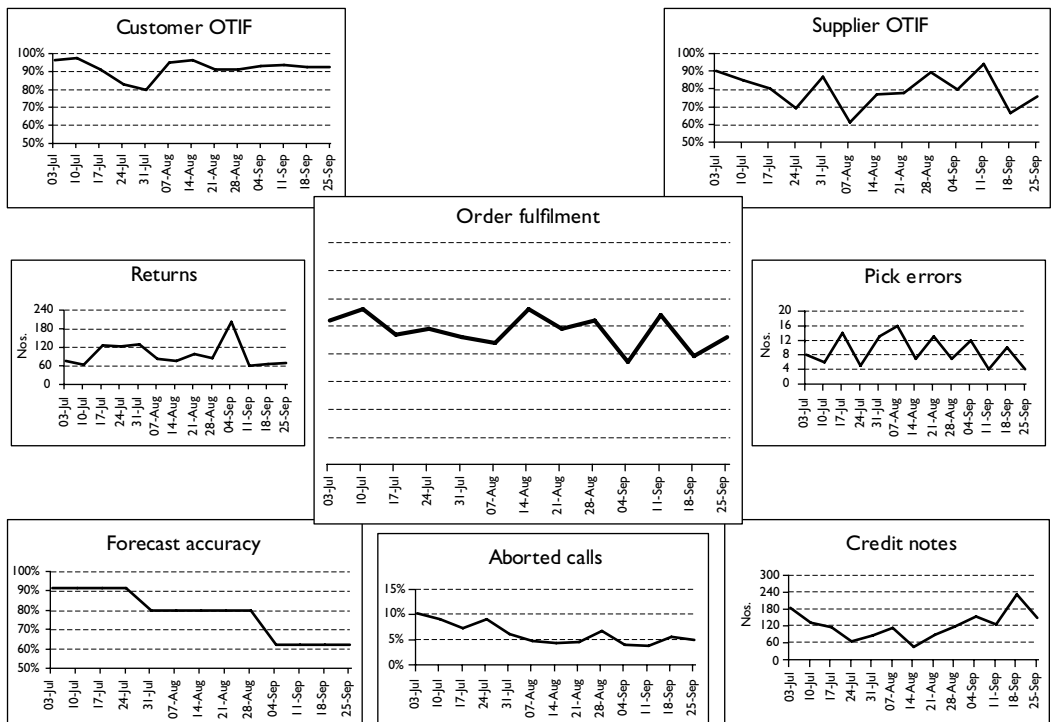 Customer OTIF
100%
90%
80%
70%
60%
50%
03-Jul 10-Jul 17-Jul 24-Jul 31-Jul 07-Aug 14-Aug 21-Aug 28-Aug 04-Sep 11-Sep 18-Sep 25-Sep
Supplier OTIF
100%
90%
80%
70%
60%
50%
03-Jul 10-Jul 17-Jul 24-Jul 31-Jul 07-Aug 14-Aug 21-Aug 28-Aug 04-Sep 11-Sep 18-Sep 25-Sep
Order fulfilment
03-Jul 10-Jul 17-Jul 24-Jul 31-Jul 07-Aug 14-Aug 21-Aug 28-Aug 04-Sep 11-Sep 18-Sep 25-Sep
Returns
Nos.
240
180
120
60
0
03-Jul 10-Jul 17-Jul 24-Jul 31-Jul 07-Aug 14-Aug 21-Aug 28-Aug 04-Sep 11-Sep 18-Sep 25-Sep
Pick errors
Nos.
20
16
12
8
4
0
03-Jul 10-Jul 17-Jul 24-Jul 31-Jul 07-Aug 14-Aug 21-Aug 28-Aug 04-Sep 11-Sep 18-Sep 25-Sep
Forecast accuracy
100%
90%
80%
70%
60%
50%
03-Jul 10-Jul 17-Jul 24-Jul 31-Jul 07-Aug 14-Aug 21-Aug 28-Aug 04-Sep 11-Sep 18-Sep 25-Sep
Aborted calls
15%
10%
5%
0%
03-Jul 10-Jul 17-Jul 24-Jul 31-Jul 07-Aug 14-Aug 21-Aug 28-Aug 04-Sep 11-Sep 18-Sep 25-Sep
Credit notes
Nos.
300
240
180
120
60
0
03-Jul 10-Jul 17-Jul 24-Jul 31-Jul 07-Aug 14-Aug 21-Aug 28-Aug 04-Sep 11-Sep 18-Sep 25-Sep